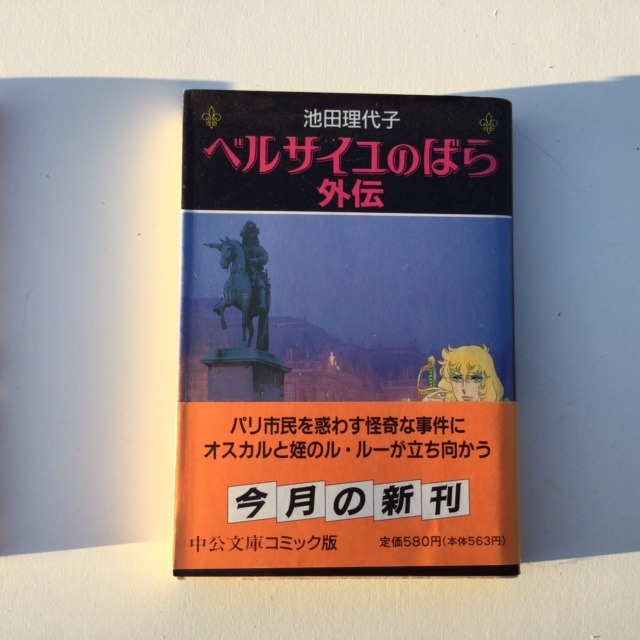 池田理代子
ベルサイユのばら
外伝
パリ市民を惑わす怪奇な事件に
オスカルと姪のル・ルーが立ち向かう
今月の新刊
中公文庫コミック版
定価580円(本体563円)